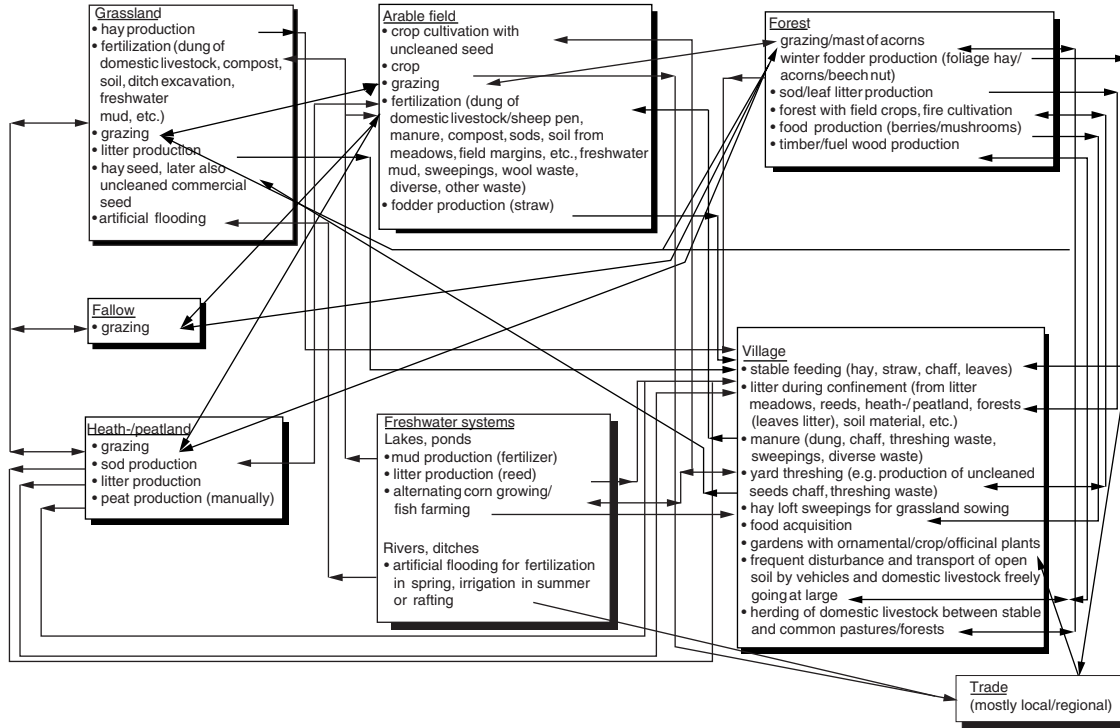 Grassland
• hay production
• fertilization (dung of
domestic livestock, compost,
soil, ditch excavation,
freshwater
mud, etc.)
• grazing
• litter production
• hay seed, later also
uncleaned commercial
seed
• artificial flooding
Arable field
• crop cultivation with
uncleaned seed
• crop
• grazing
• fertilization (dung of
domestic livestock/sheep pen,
manure, compost, sods, soil from
meadows, field margins, etc., freshwater
mud, sweepings, wool waste,
diverse, other waste)
• fodder production (straw)
Forest
grazing/mast of acorns
winter fodder production (foliage hay/
acorns/beech nut)
• sod/leaf litter production
• forest with field crops, fire cultivation
• food production (berries/mushrooms)
• timber/fuel wood production
Fallow
• grazing
Heath-/peatland
• grazing
• sod production
• litter production
• peat production (manually)
Freshwater systems
Lakes, ponds
• mud production (fertilizer)
• litter production (reed)
• alternating corn growing/
fish farming
Rivers, ditches
• artificial flooding for fertilization
in spring, irrigation in summer
or rafting
Village
• stable feeding (hay, straw, chaff, leaves)
• litter during confinement (from litter
meadows, reeds, heath-/peatland, forests
(leaves litter), soil material, etc.)
• manure (dung, chaff, threshing waste,
sweepings, diverse waste)
• yard threshing (e.g. production of uncleaned
seeds chaff, threshing waste)
• hay loft sweepings for grassland sowing
• food acquisition
• gardens with ornamental/crop/officinal plants
• frequent disturbance and transport of open
soil by vehicles and domestic livestock freely
going at large
• herding of domestic livestock between stable
and common pastures/forests
Trade
(mostly local/regional)